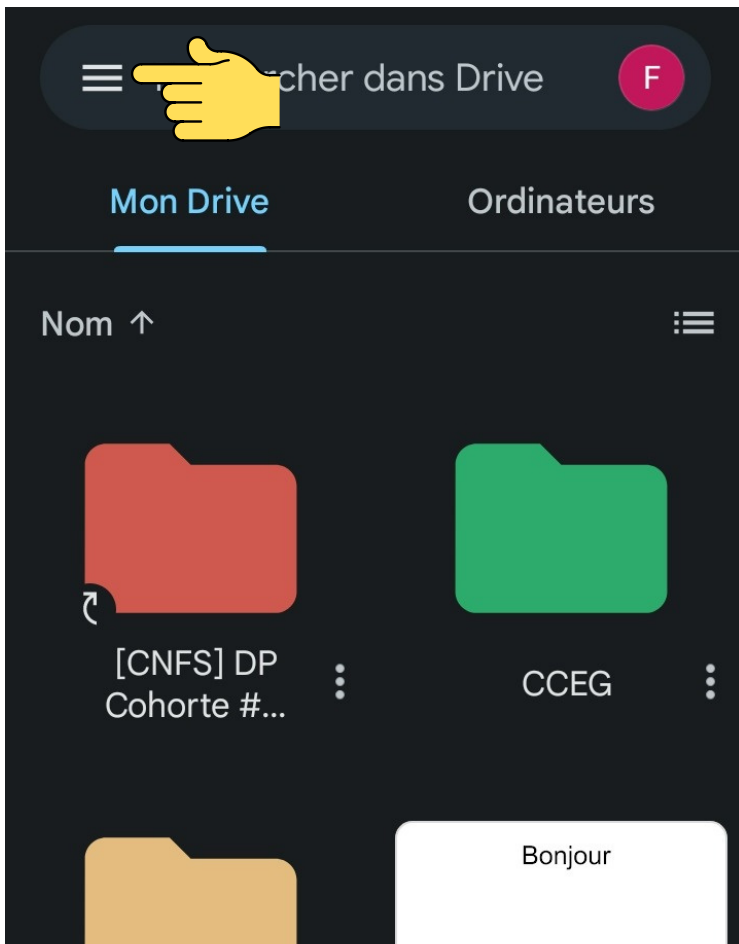 cher dans Drive
F
Mon Drive
Ordinateurs
Nom
[CNFS] DP
Cohorte #...
CCEG
Bonjour